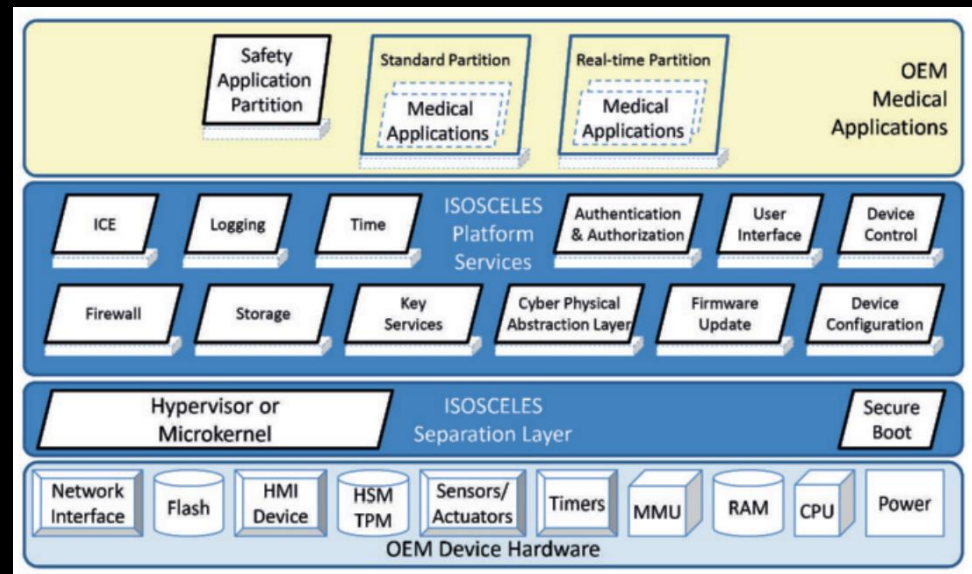 Safety
Application
Partition
Standard Partition
Medical
Applications
Real-time Partition
Medical
Applications
OEM
Medical
Applications
ICE
Logging
Time
ISOSCELES
Platform
Services
Authentication
& Authorization
User
Interface
Device
Control
Firewall
Storage
Key
Services
Cyber Physical
Abstraction Layer
Firmware
Update
Device
Configuration
Hypervisor or
Microkernel
ISOSCELES
Separation Layer
Secure
Boot
Network
Interface
Flash
HMI
Device
HSM
TPM
Sensors/
Actuators
Timers
MMU
RAM
CPU
Power
OEM Device Hardware